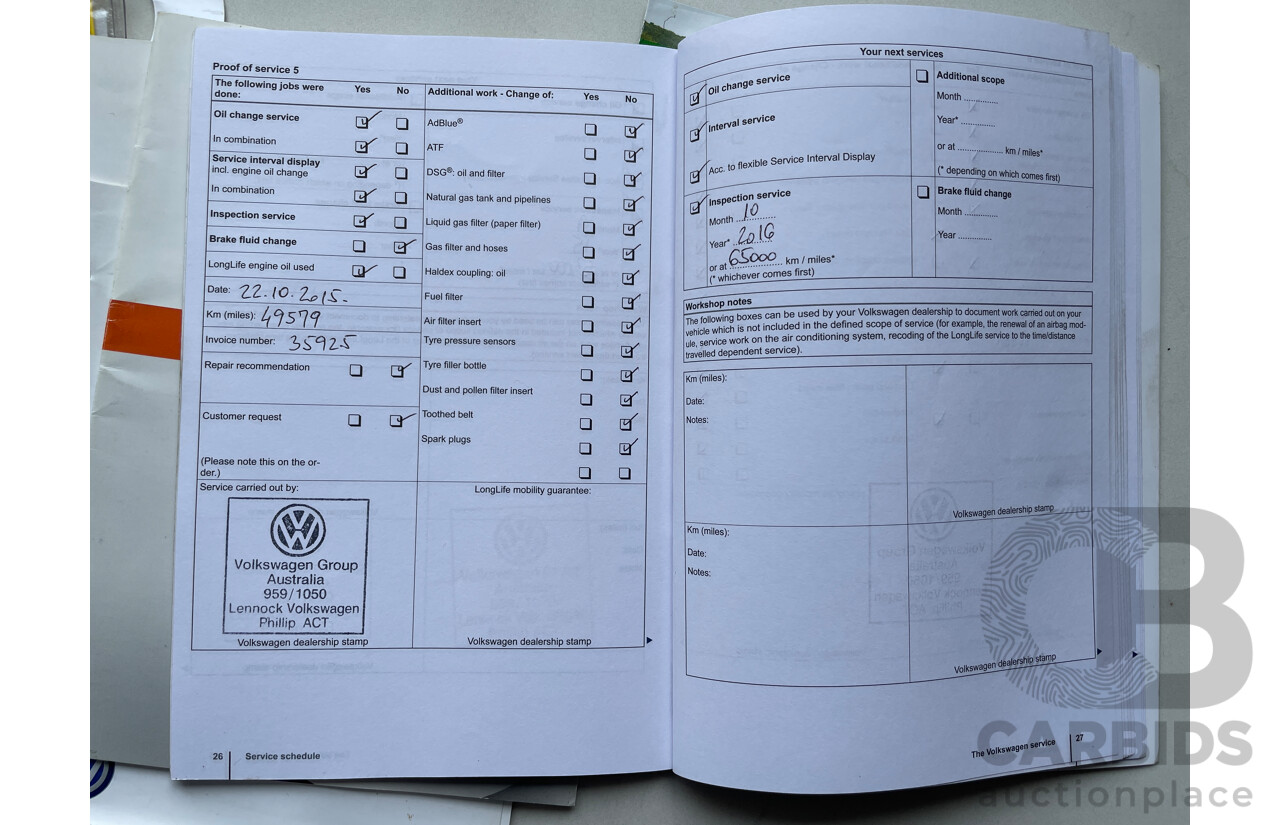 Proof of service 5
The following jobs were done: Yes No
Oil change service
In combination
Service interval display
incl. engine oil change
In combination
Inspection service
Brake fluid change
LongLife engine oil used
Date: 22.10.2015.
Km (miles): 49579
Invoice number: 35925
Repair recommendation
Customer request
(Please note this on the or-
der.)
Additional work - Change of: Yes No
AdBlue®
ATF
DSG®: oil and filter
Natural gas tank and pipelines
Liquid gas filter (paper filter)
Gas filter and hoses
Haldex coupling: oil
Fuel filter
Air filter insert
Tyre pressure sensors
Tyre filler bottle
Dust and pollen filter insert
Toothed belt
Spark plugs
Service carried out by:
Volkswagen Group
Australia
959/1050
Lennock Volkswagen
Phillip ACT
Volkswagen dealership stamp
LongLife mobility guarantee:
Volkswagen dealership stamp
26 Service schedule
Your next services
Oil change service
Interval service
Acc. to flexible Service Interval Display
Inspection service
Month 10
Year* 2016
or at 65000 km / miles*
(* whichever comes first)
Additional scope
Month ............
Year* ............
or at ................ km / miles*
(* depending on which comes first)
Brake fluid change
Month ............
Year ............
Workshop notes
The following boxes can be used by your Volkswagen dealership to document work carried out on your
vehicle which is not included in the defined scope of service (for example, the renewal of an airbag mod-
ule, service work on the air conditioning system, recoding of the LongLife service to the time/distance
travelled dependent service).
Km (miles):
Date:
Notes:
Volkswagen dealership stamp
Km (miles):
Date:
Notes:
Volkswagen dealership stamp
The Volkswagen service 27
CARBIDS
auctionplace